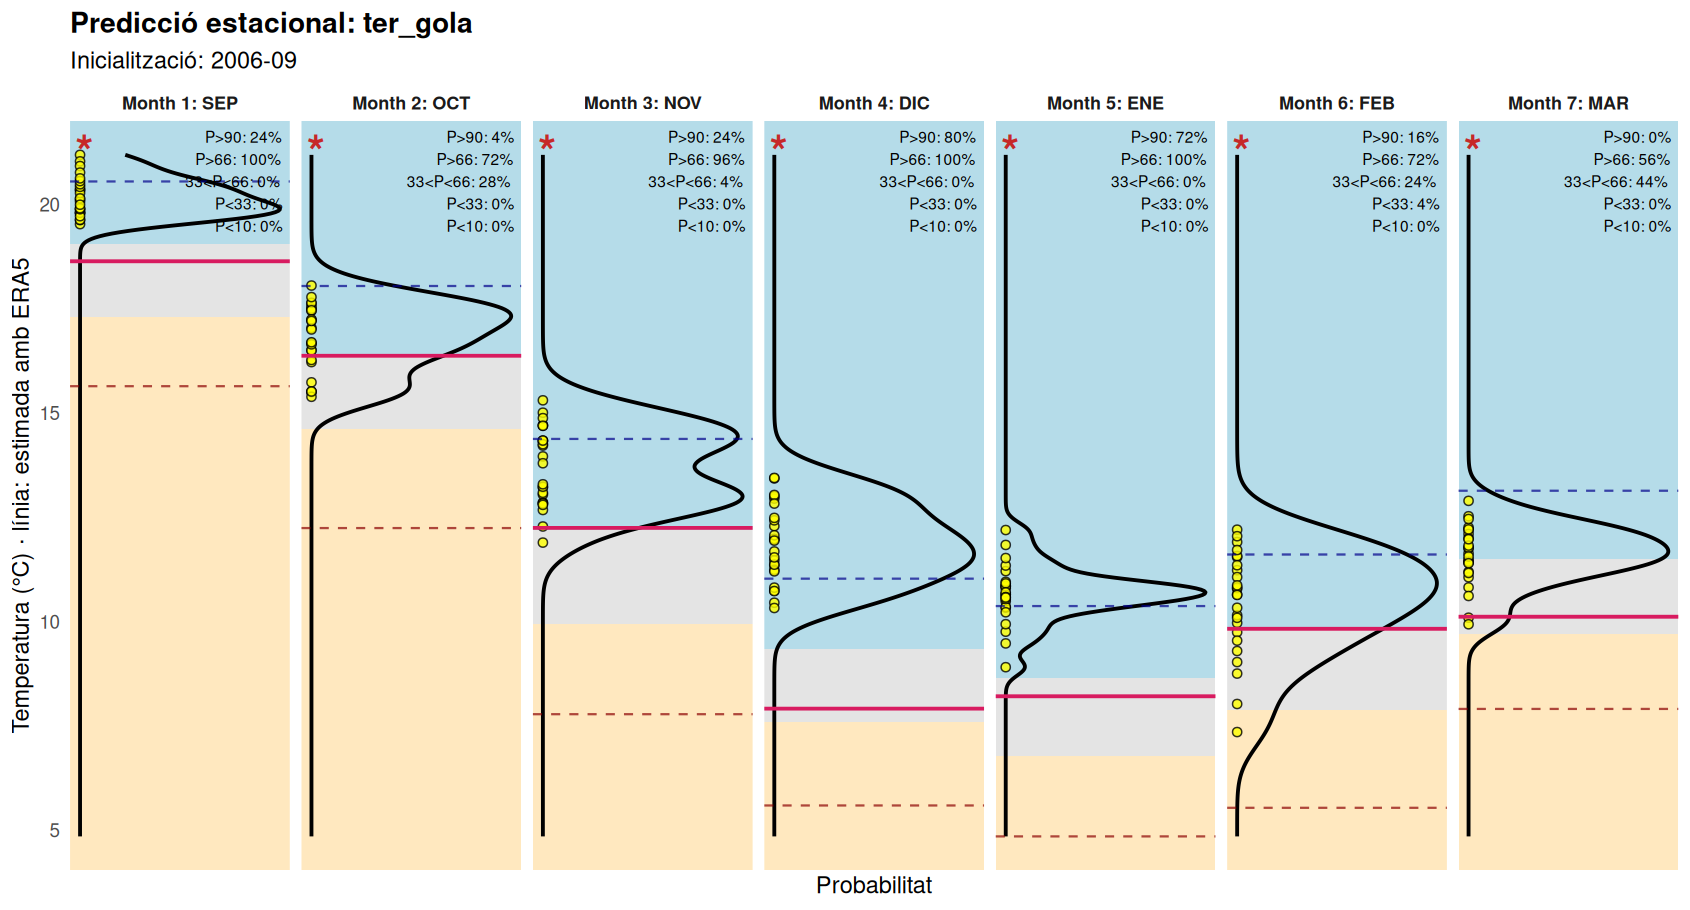 Predicció estacional: ter_gola
Inicialització: 2006-09
Month 1: SEP
Month 2: OCT
Month 3: NOV
Month 4: DIC
Month 5: ENE
Month 6: FEB
Month 7: MAR
*
P>90: 24%
P>66: 100%
33<P<66: 0%
P<33: 0%
P<10: 0%
*
P>90: 4%
P>66: 72%
33<P<66: 28%
P<33: 0%
P<10: 0%
*
P>90: 24%
P>66: 96%
33<P<66: 4%
P<33: 0%
P<10: 0%
*
P>90: 80%
P>66: 100%
33<P<66: 0%
P<33: 0%
P<10: 0%
*
P>90: 72%
P>66: 100%
33<P<66: 0%
P<33: 0%
P<10: 0%
*
P>90: 16%
P>66: 72%
33<P<66: 24%
P<33: 4%
P<10: 0%
*
P>90: 0%
P>66: 56%
33<P<66: 44%
P<33: 0%
P<10: 0%
20
15
10
5
Temperatura (°C) · línia: estimada amb ERA5
Probabilitat